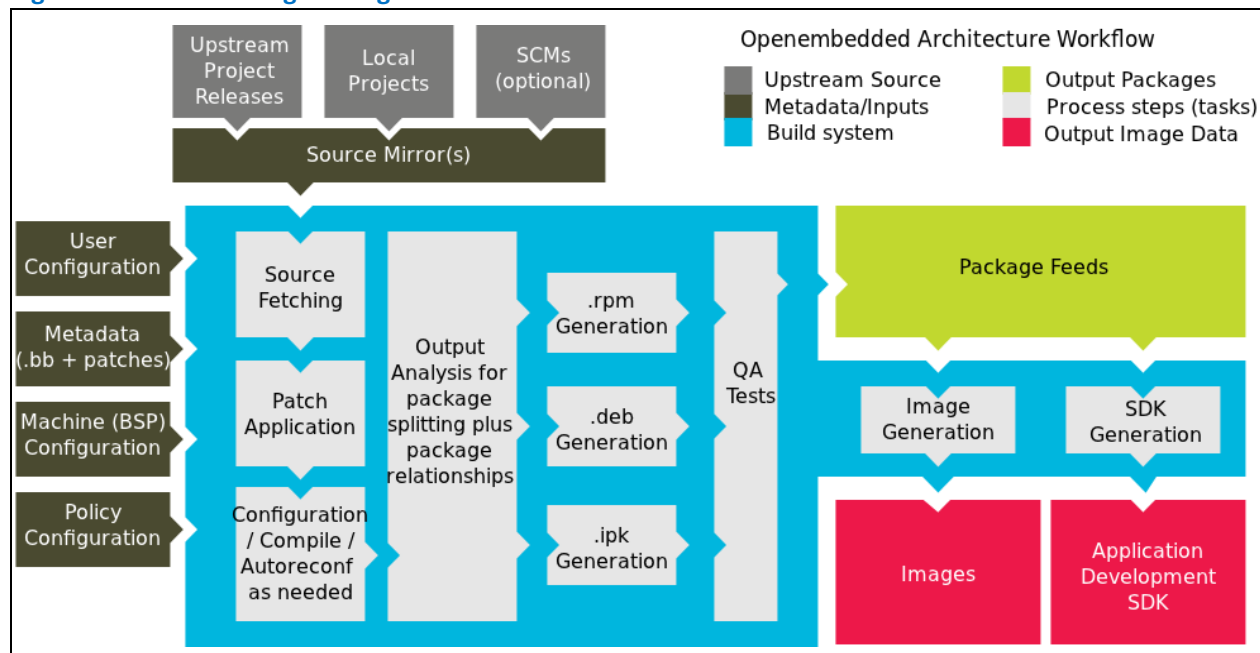 Upstream
Project
Releases
Local
Projects
SCMs
(optional)
Openembedded Architecture Workflow
Upstream Source
Metadata/Inputs
Build system
Output Packages
Process steps (tasks)
Output Image Data
Source Mirror(s)
User
Configuration
Metadata
(.bb + patches)
Machine (BSP)
Configuration
Policy
Configuration
Source
Fetching
Patch
Application
Configuration
/ Compile /
Autoreconf
as needed
Output
Analysis for
package
splitting plus
package
relationships
.rpm
Generation
.deb
Generation
.ipk
Generation
QA
Tests
Package Feeds
Image
Generation
SDK
Generation
Images
Application
Development
SDK